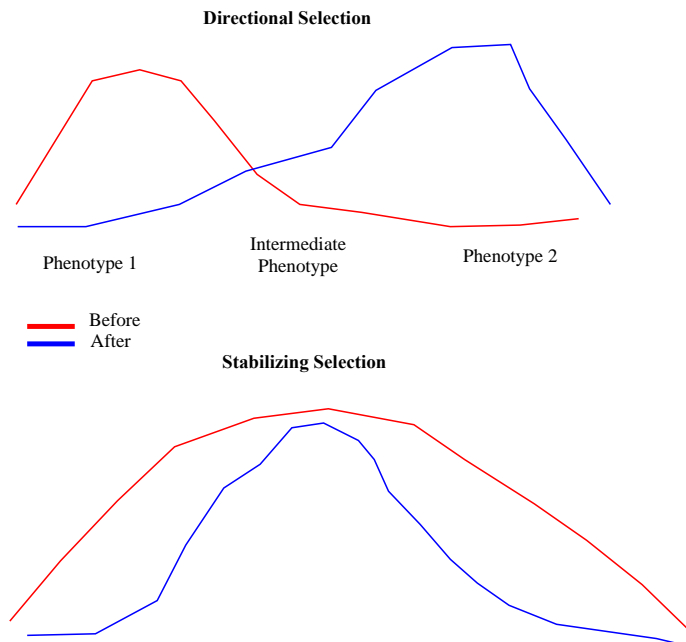 Directional Selection
Phenotype 1
Intermediate
Phenotype
Phenotype 2
Before
After
Stabilizing Selection